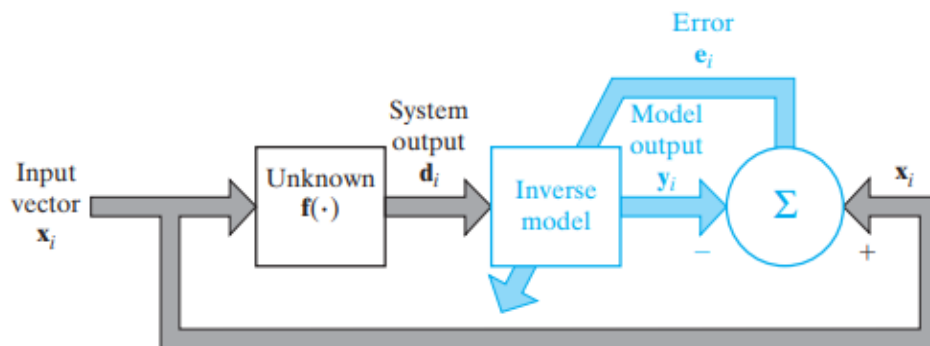 Error
e_i
System
output
d_i
Model
output
y_i
Input
vector
x_i
Unknown
f(·)
Inverse
model
Σ
x_i
−
+